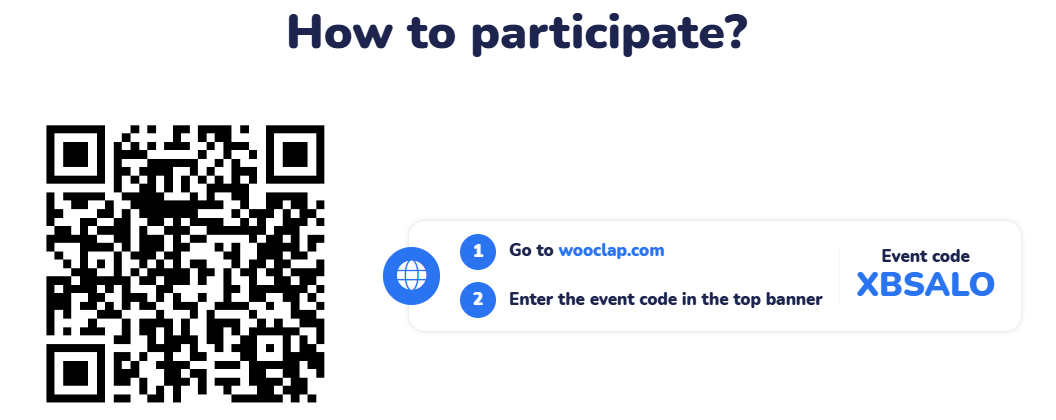 How to participate?
1 Go to wooclap.com
2 Enter the event code in the top banner
Event code
XBSALO